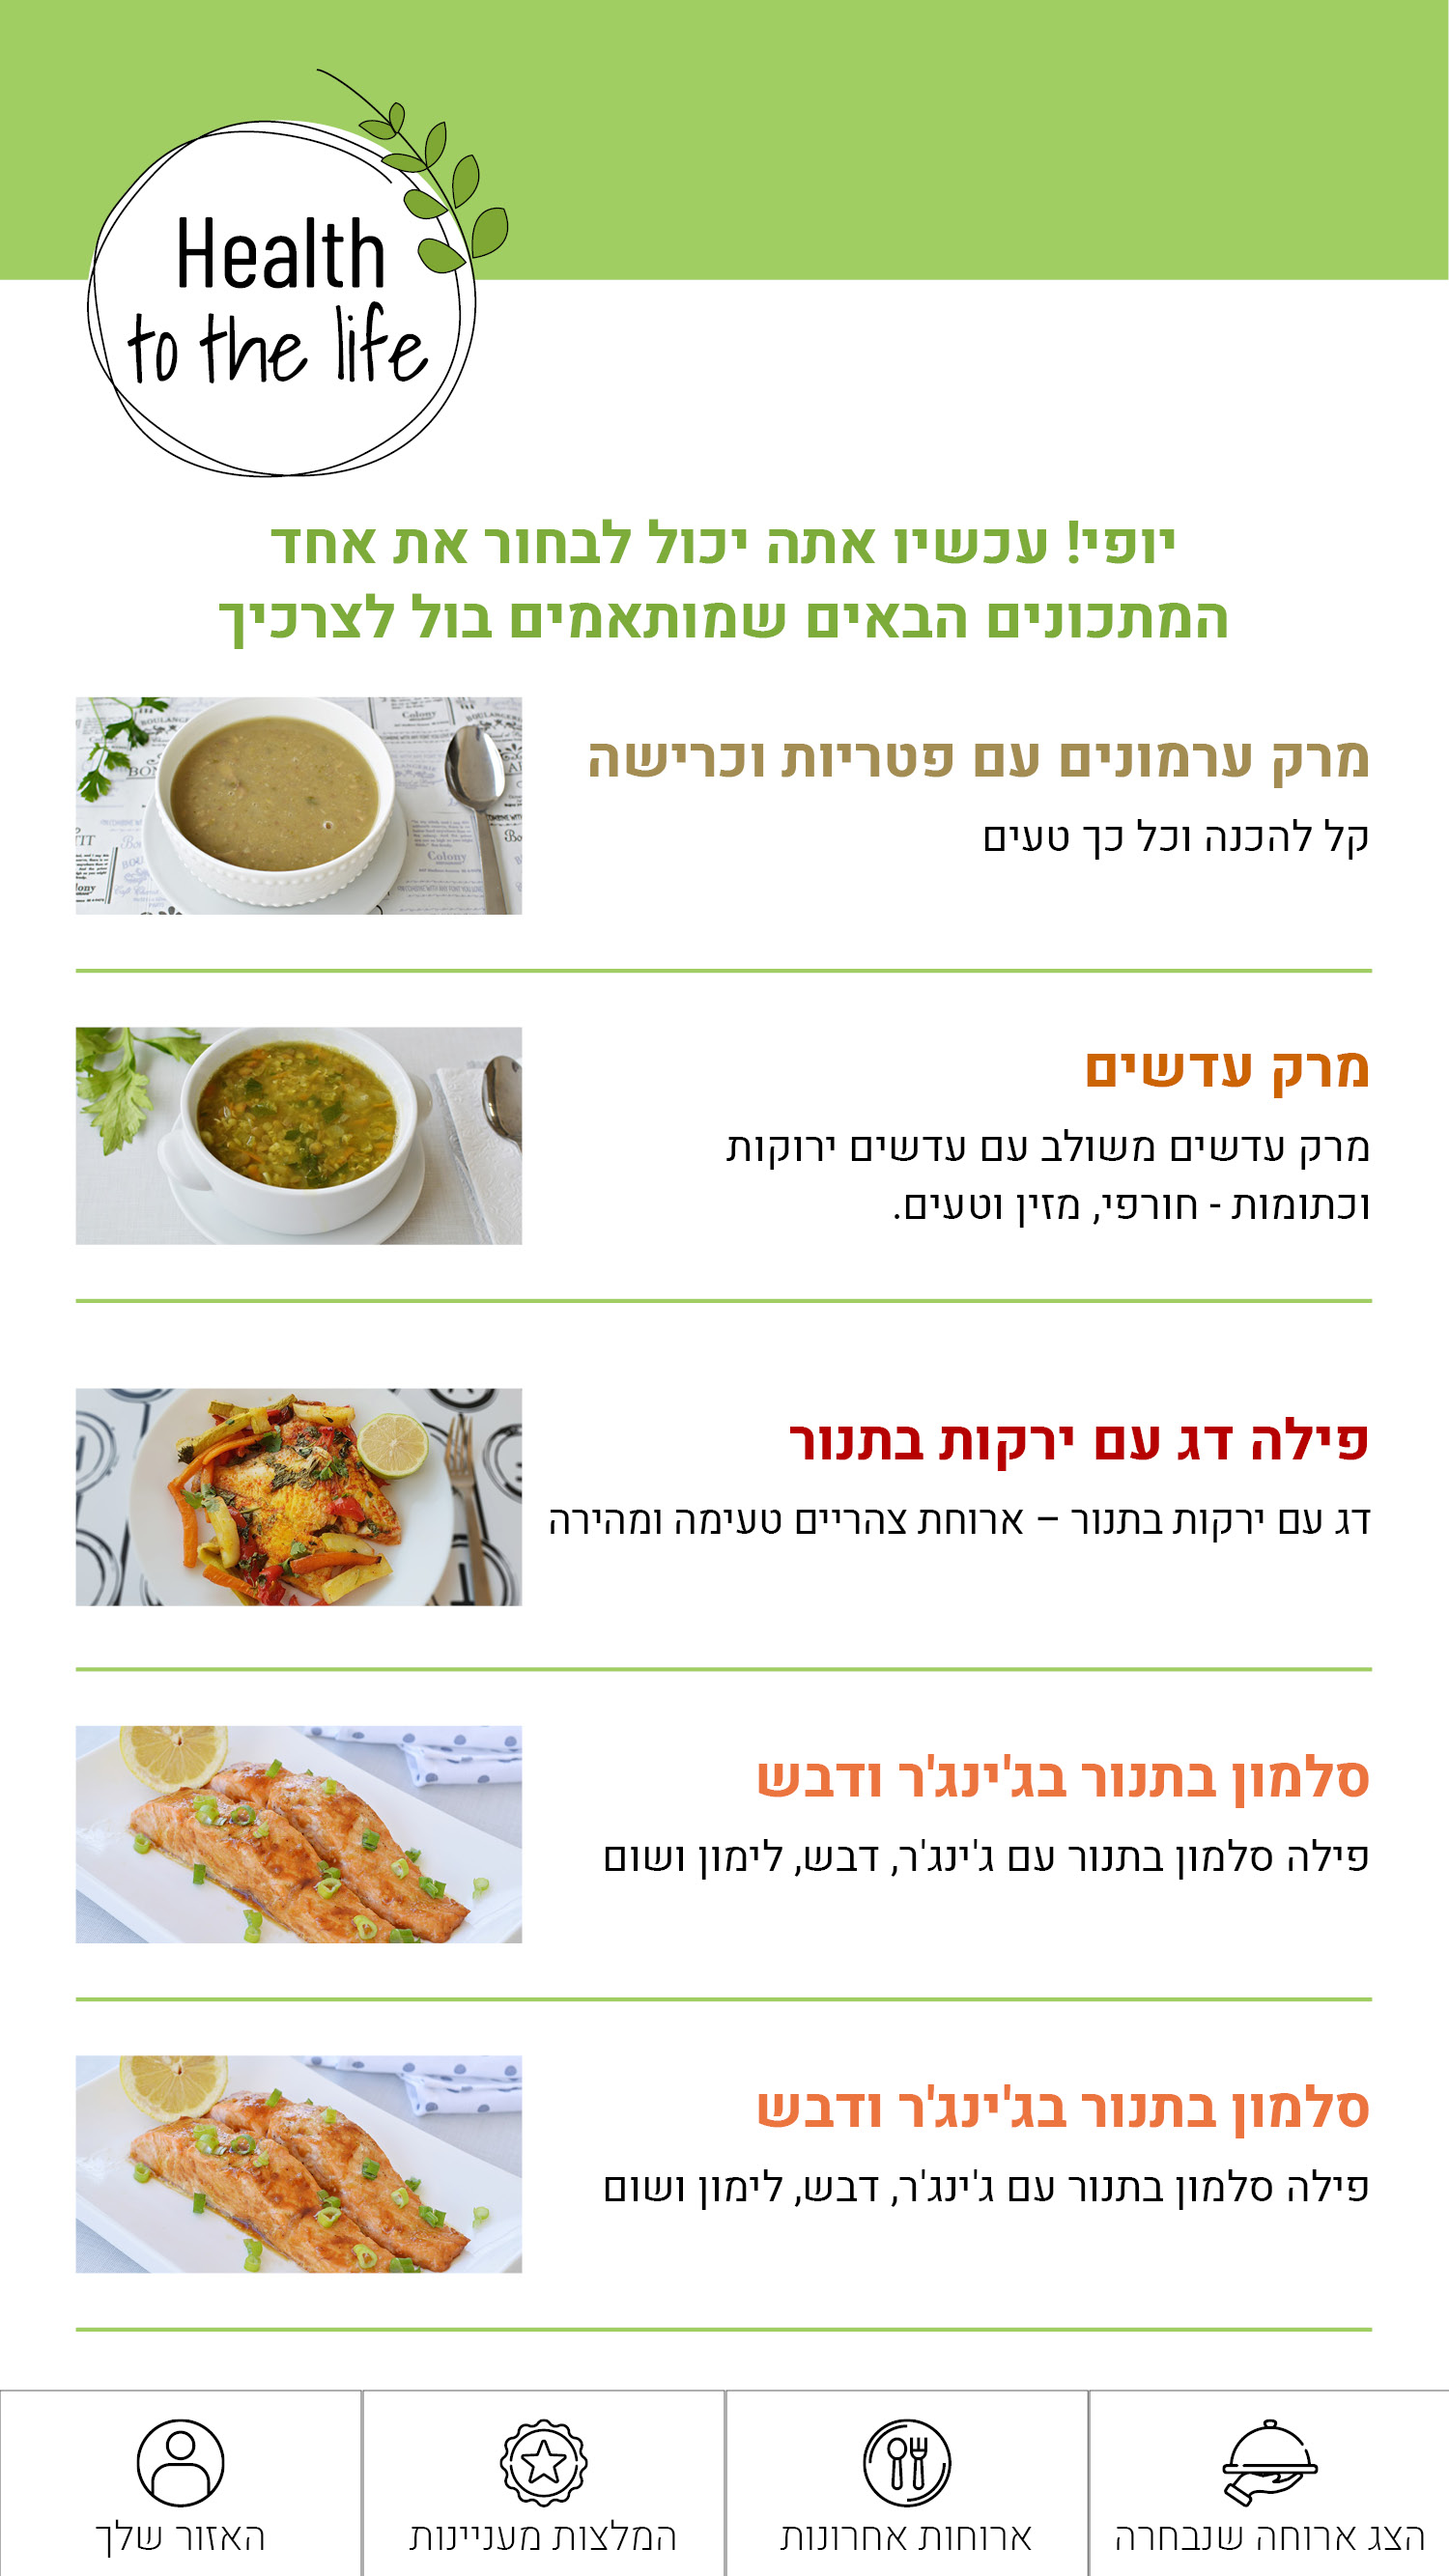 Health
to the life
יופי! עכשיו אתה יכול לבחור את אחד
המתכונים הבאים שמותאמים בול לצרכיך
מרק ערמונים עם פטריות וכרישה
קל להכנה וכל כך טעים
מרק עדשים
מרק עדשים משולב עם עדשים ירוקות
וכתומות - חורפי, מזין וטעים.
פילה דג עם ירקות בתנור
דג עם ירקות בתנור – ארוחת צהריים טעימה ומהירה
סלמון בתנור בג'ינג'ר ודבש
פילה סלמון בתנור עם ג'ינג'ר, דבש, לימון ושום
סלמון בתנור בג'ינג'ר ודבש
פילה סלמון בתנור עם ג'ינג'ר, דבש, לימון ושום
הצג ארוחה שנבחרה
ארוחות אחרונות
המלצות מעניינות
האזור שלך